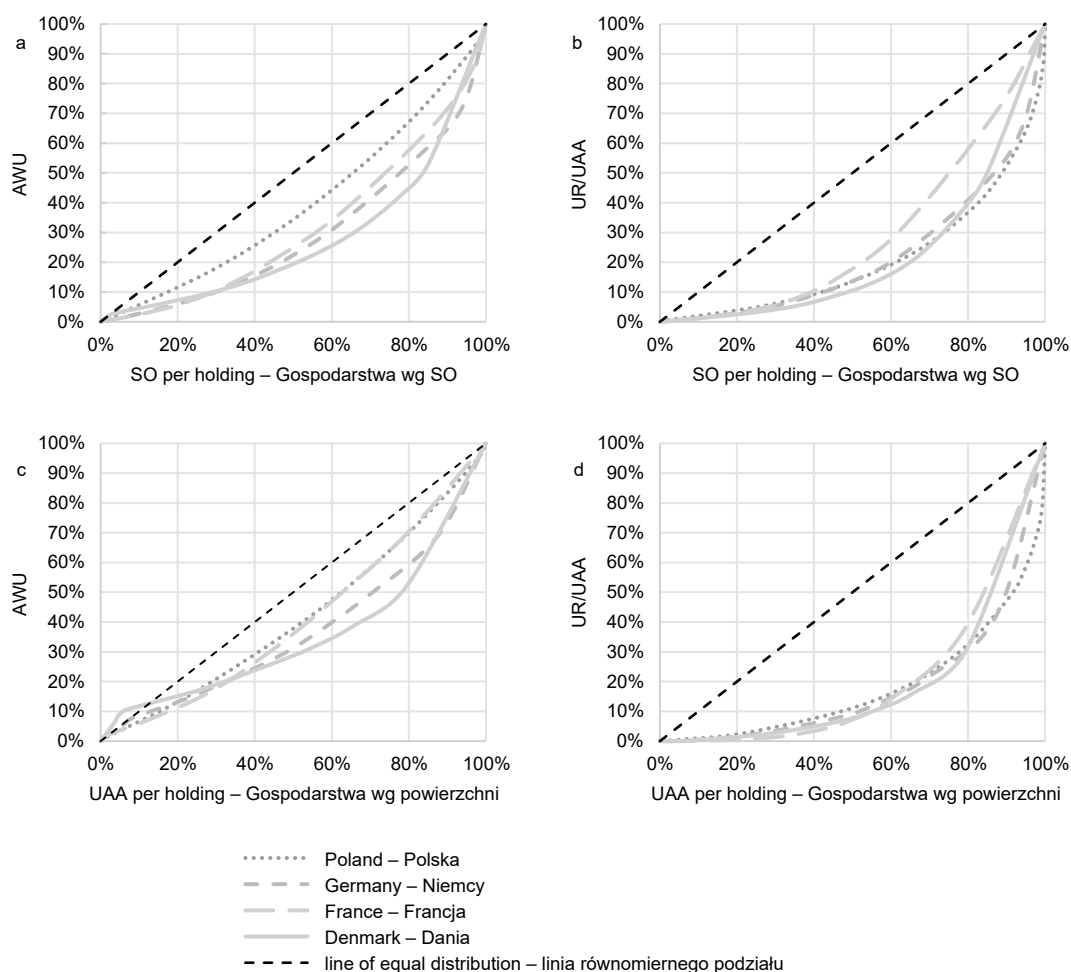 a
100%
90%
80%
70%
60%
50%
40%
30%
20%
10%
0%
AWU
0% 20% 40% 60% 80% 100%
SO per holding – Gospodarstwa wg SO
b
100%
90%
80%
70%
60%
50%
40%
30%
20%
10%
0%
UR/UAA
0% 20% 40% 60% 80% 100%
SO per holding – Gospodarstwa wg SO
c
100%
90%
80%
70%
60%
50%
40%
30%
20%
10%
0%
AWU
0% 20% 40% 60% 80% 100%
UAA per holding – Gospodarstwa wg powierzchni
d
100%
90%
80%
70%
60%
50%
40%
30%
20%
10%
0%
UR/UAA
0% 20% 40% 60% 80% 100%
UAA per holding – Gospodarstwa wg powierzchni
Poland – Polska
Germany – Niemcy
France – Francja
Denmark – Dania
line of equal distribution – linia równomiernego podziału